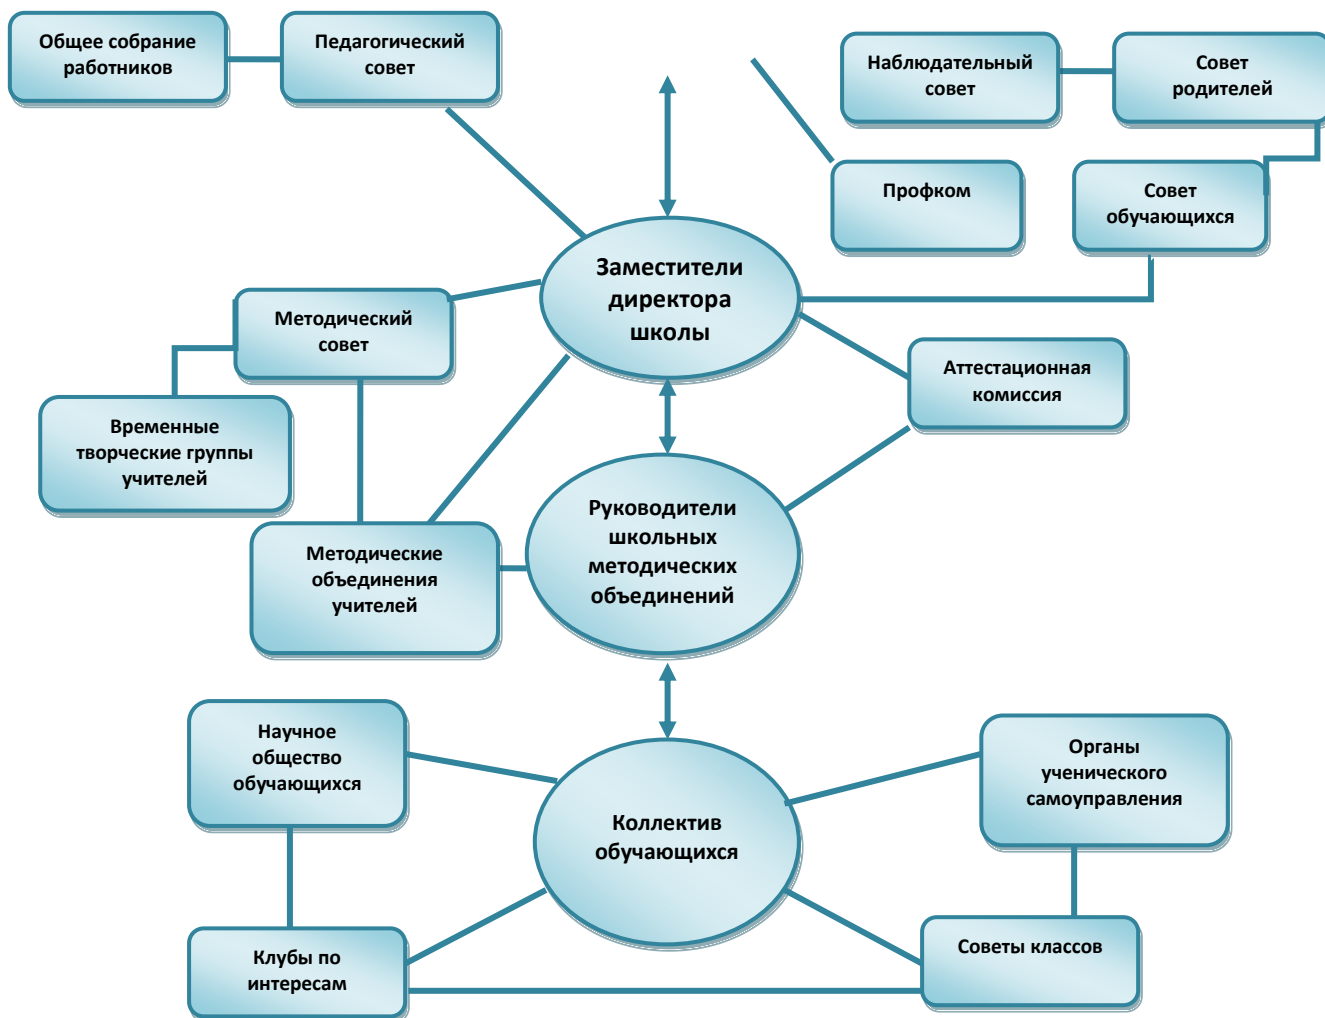 Общее собрание
работников
Педагогический
совет
Наблюдательный
совет
Совет
родителей
Профком
Совет
обучающихся
Заместители
директора
школы
Методический
совет
Аттестационная
комиссия
Временные
творческие группы
учителей
Руководители
школьных
методических
объединений
Методические
объединения
учителей
Научное
общество
обучающихся
Органы
ученического
самоуправления
Коллектив
обучающихся
Клубы по
интересам
Советы классов